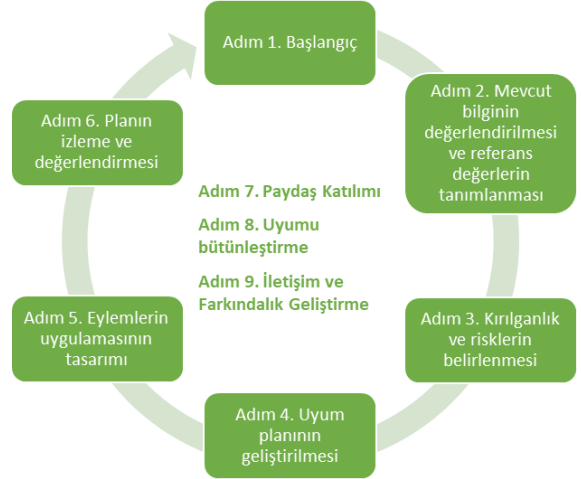 Adım 1. Başlangıç
Adım 2. Mevcut
bilginin
değerlendirilmesi
ve referans
değerlerin
tanımlanması
Adım 3. Kırılganlık
ve risklerin
belirlenmesi
Adım 4. Uyum
planının
geliştirilmesi
Adım 5. Eylemlerin
uygulamasının
tasarımı
Adım 6. Planın
izleme ve
değerlendirmesi
Adım 7. Paydaş Katılımı
Adım 8. Uyumu
bütünleştirme
Adım 9. İletişim ve
Farkındalık Geliştirme